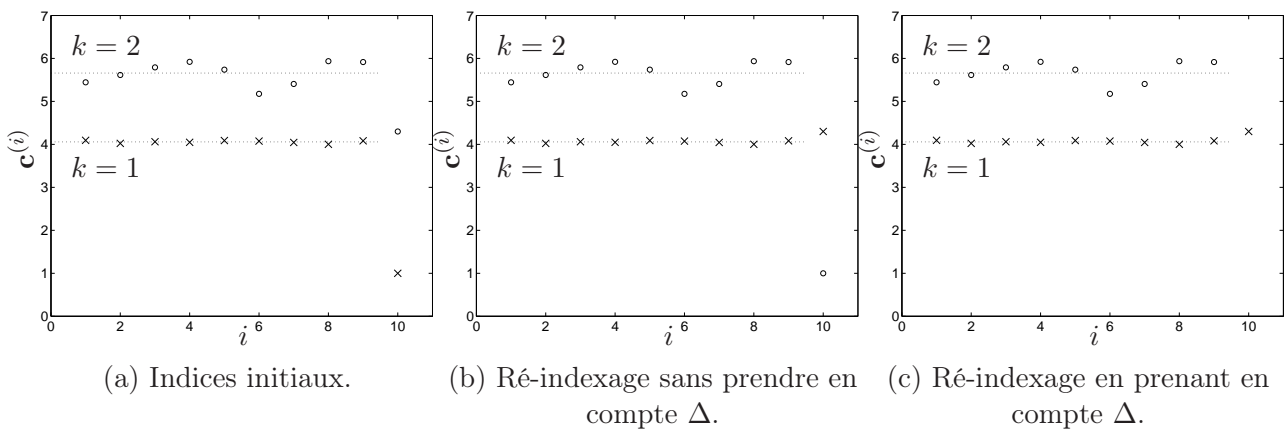 7
6
5
4
3
2
1
0
k = 2
k = 1
c^(i)
0 2 4 6 8 10
i
(a) Indices initiaux.
7
6
5
4
3
2
1
0
k = 2
k = 1
c^(i)
0 2 4 6 8 10
i
(b) Ré-indexage sans prendre en
compte Δ.
7
6
5
4
3
2
1
0
k = 2
k = 1
c^(i)
0 2 4 6 8 10
i
(c) Ré-indexage en prenant en
compte Δ.